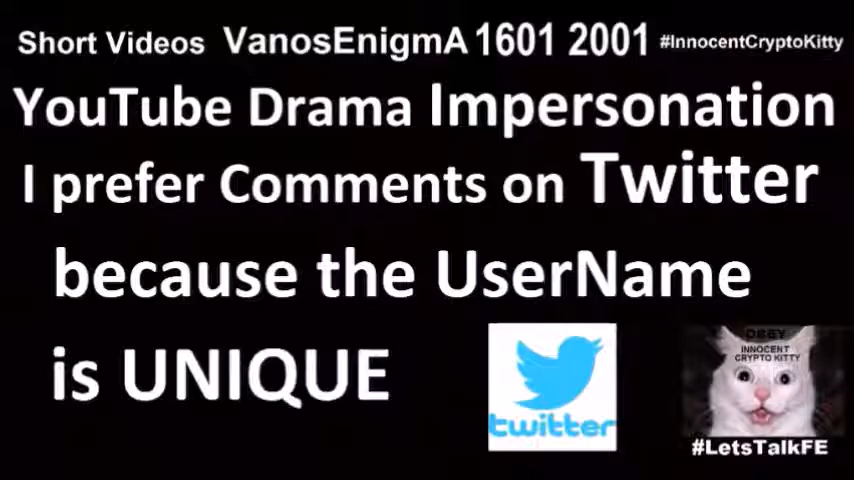 Short Videos VanosEnigmA 1601 2001 #InnocentCryptoKitty
YouTube Drama Impersonation
I prefer Comments on Twitter
because the UserName
is UNIQUE
twitter
OBEY
INNOCENT
CRYPTO KITTY
#LetsTalkFE